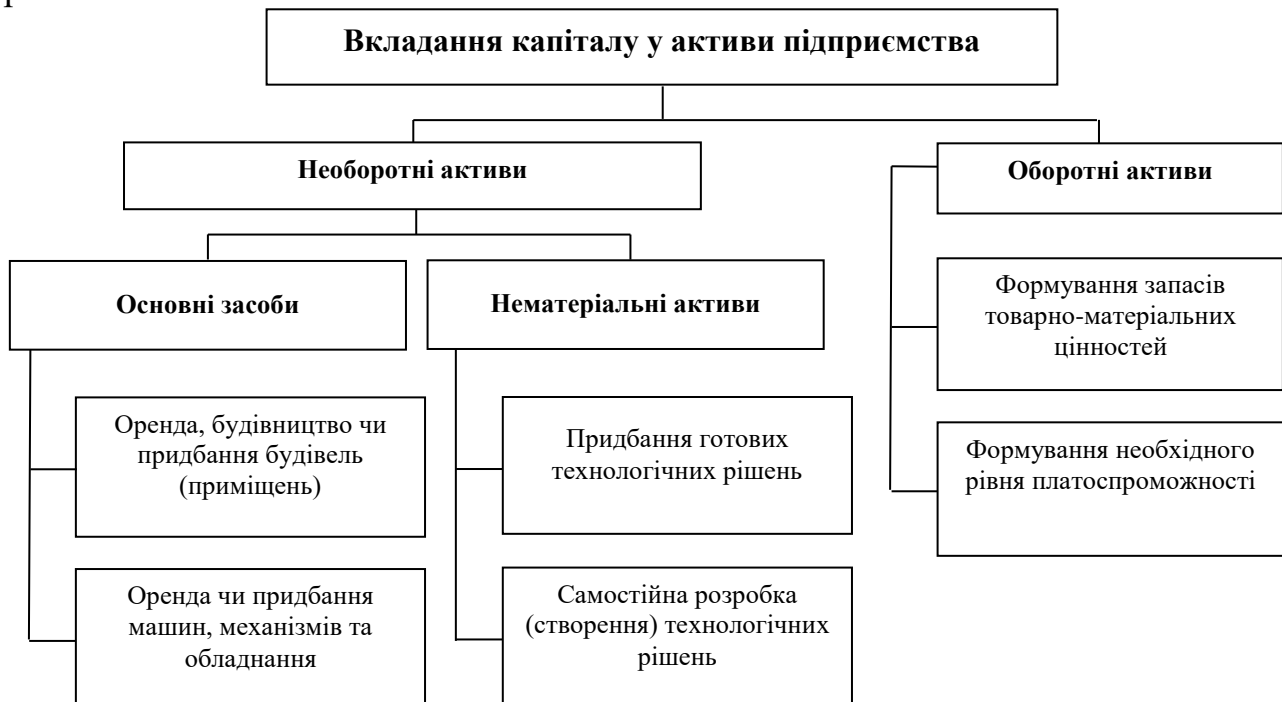 Вкладання капіталу у активи підприємства
Необоротні активи
Оборотні активи
Основні засоби
Нематеріальні активи
Формування запасів
товарно-матеріальних
цінностей
Оренда, будівництво чи
придбання будівель
(приміщень)
Придбання готових
технологічних рішень
Формування необхідного
рівня платоспроможності
Оренда чи придбання
машин, механізмів та
обладнання
Самостійна розробка
(створення) технологічних
рішень